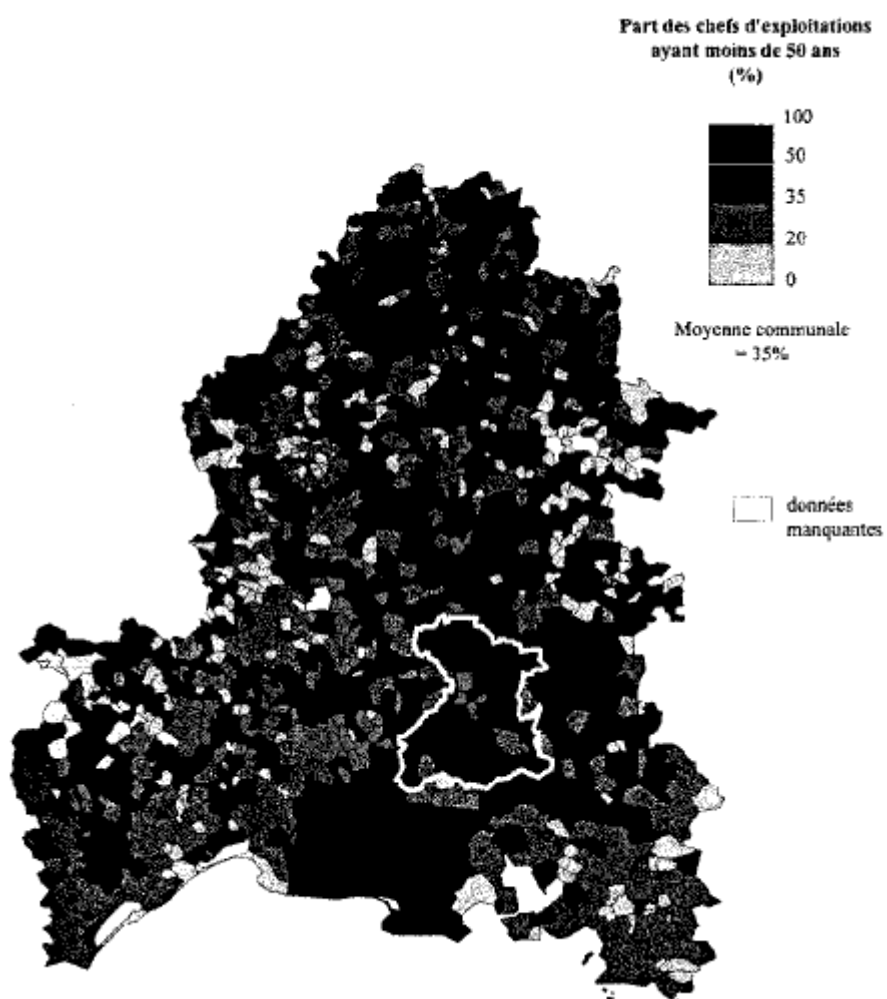 Part des chefs d'exploitations
ayant moins de 50 ans
(%)
100
50
35
20
0
Moyenne communale
= 35%
données
manquantes